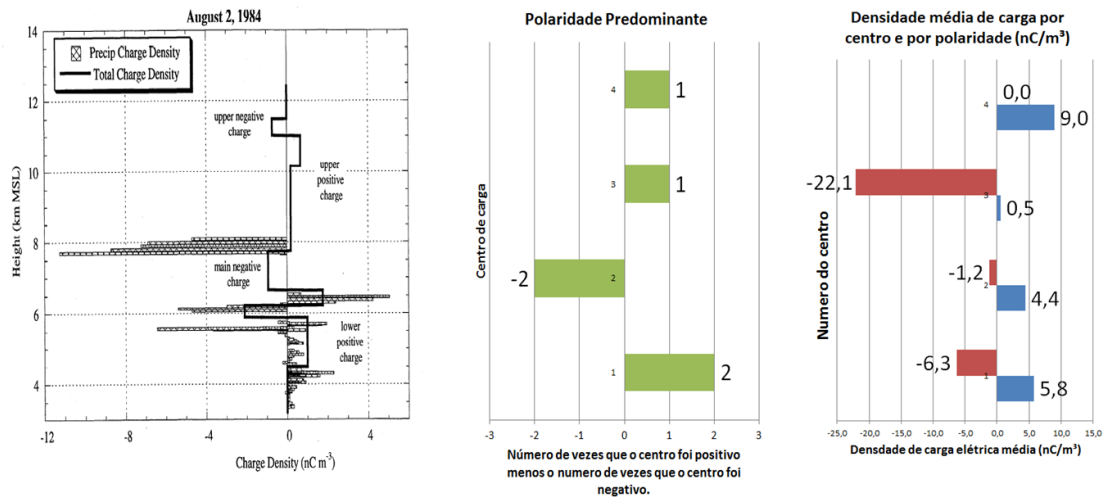 August 2, 1984
14
12
10
8
6
4
Height (km MSL)
Precip Charge Density
Total Charge Density
upper negative
charge
upper
positive
charge
main negative
charge
lower
positive
charge
-12
-8
-4
0
4
Charge Density (nC m⁻³)
Polaridade Predominante
Centro de carga
4
1
3
1
-2
2
1
2
-3
-2
-1
0
1
2
3
Número de vezes que o centro foi positivo
menos o numero de vezes que o centro foi
negativo.
Densidade média de carga por
centro e por polaridade (nC/m³)
Numero do centro
0,0
4
9,0
-22,1
3
0,5
-1,2
2
4,4
-6,3
1
5,8
-25,0
-20,0
-15,0
-10,0
-5,0
0,0
5,0
10,0
15,0
Densdade de carga elétrica média (nC/m³)